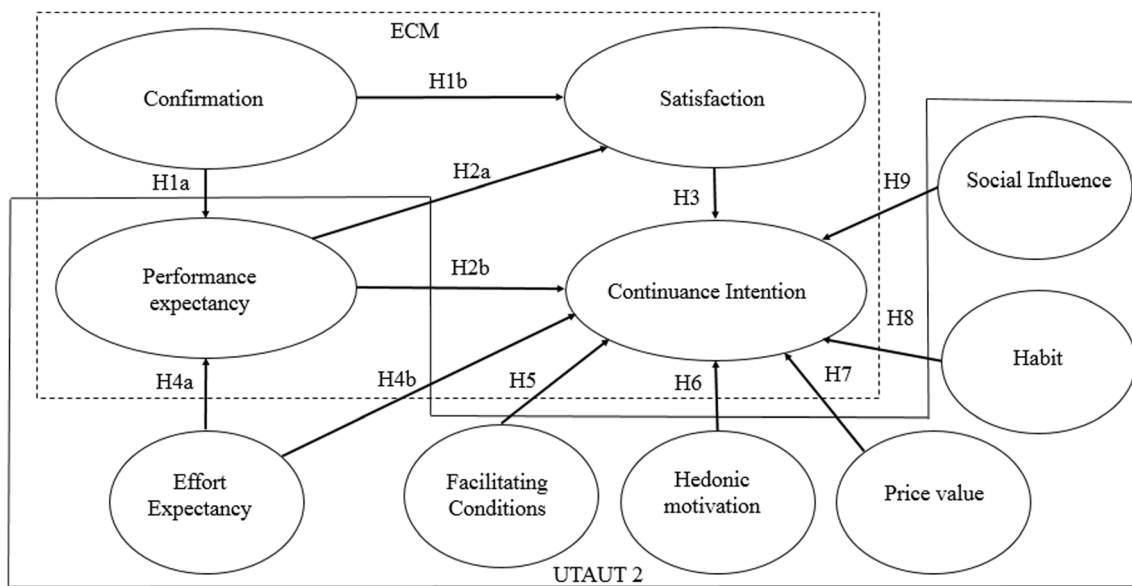 ECM
Confirmation
H1b
Satisfaction
H1a
H2a
H3
H9
Social Influence
Performance
expectancy
H2b
Continuance Intention
H8
Habit
H4a
H4b
H5
H6
H7
Effort
Expectancy
Facilitating
Conditions
Hedonic
motivation
Price value
UTAUT 2